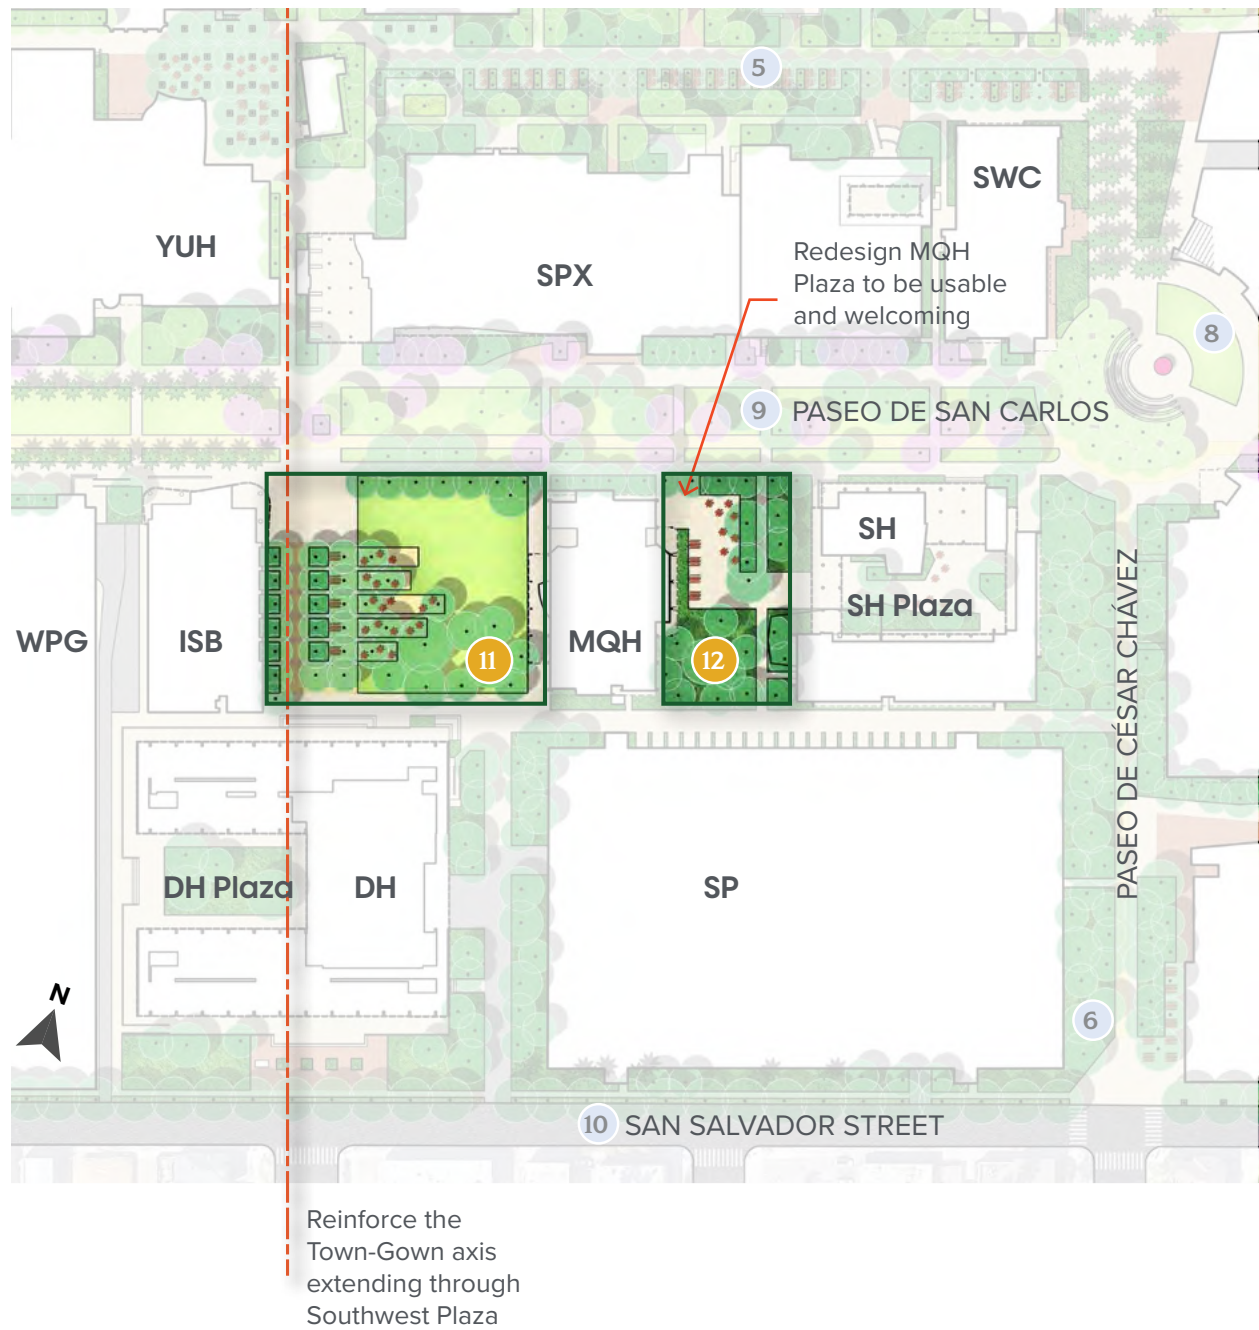 5
SWC
YUH
SPX
Redesign MQH
Plaza to be usable
and welcoming
8
9 PASEO DE SAN CARLOS
SH
SH Plaza
WPG
ISB
11
MQH
12
PASEO DE CÉSAR CHÁVEZ
DH Plaza
DH
SP
N
6
10 SAN SALVADOR STREET
Reinforce the
Town-Gown axis
extending through
Southwest Plaza